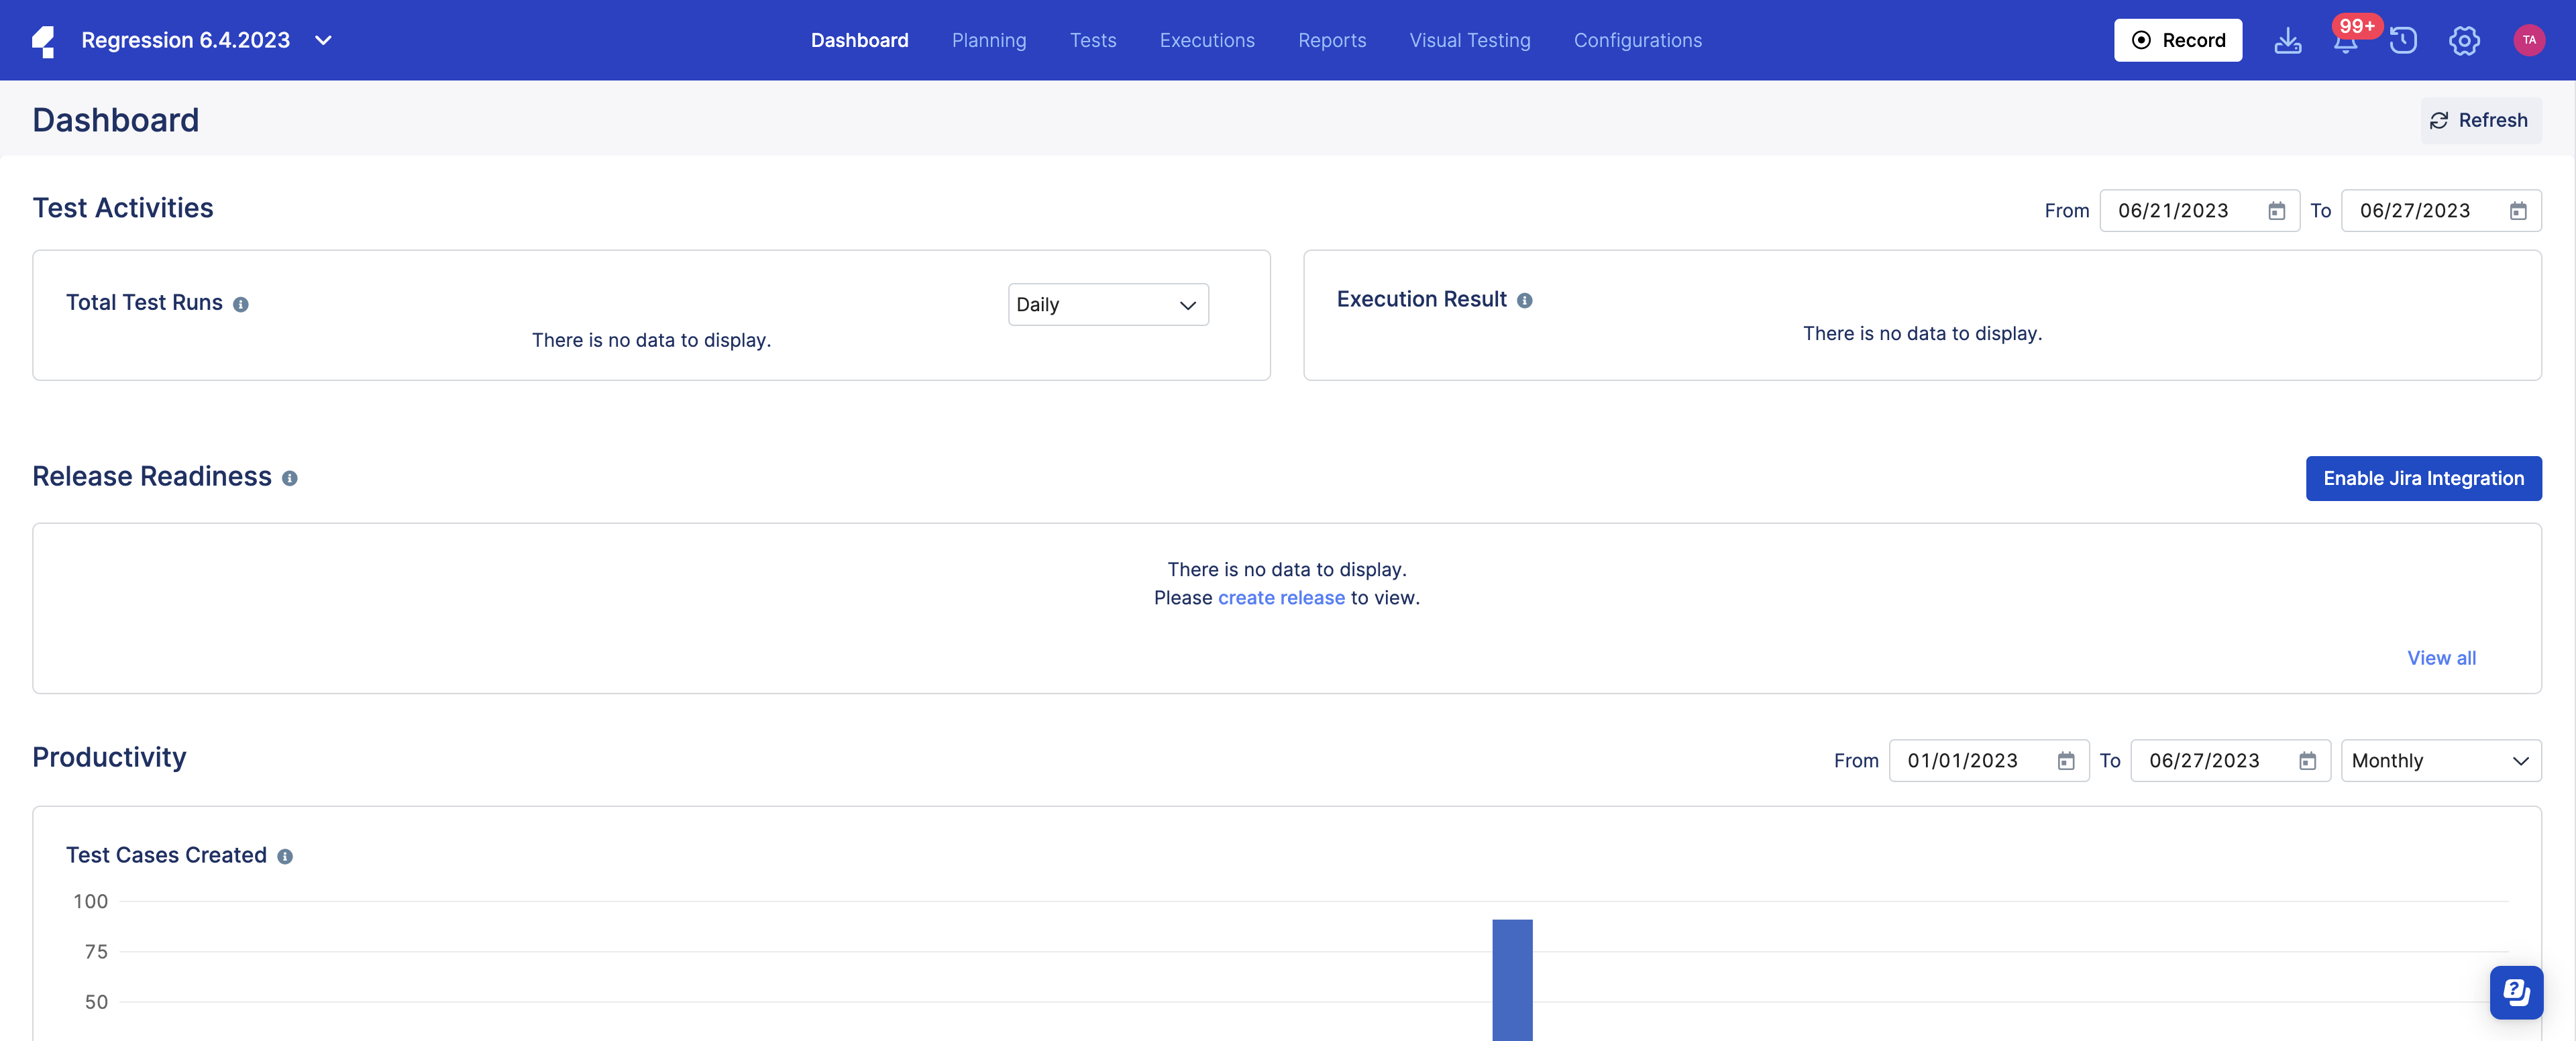 Regression 6.4.2023
Dashboard Planning Tests Executions Reports Visual Testing Configurations
Record
99+
TA
Dashboard
Refresh
Test Activities
From 06/21/2023 To 06/27/2023
Total Test Runs
Daily
There is no data to display.
Execution Result
There is no data to display.
Release Readiness
Enable Jira Integration
There is no data to display.
Please create release to view.
View all
Productivity
From 01/01/2023 To 06/27/2023 Monthly
Test Cases Created
100
75
50